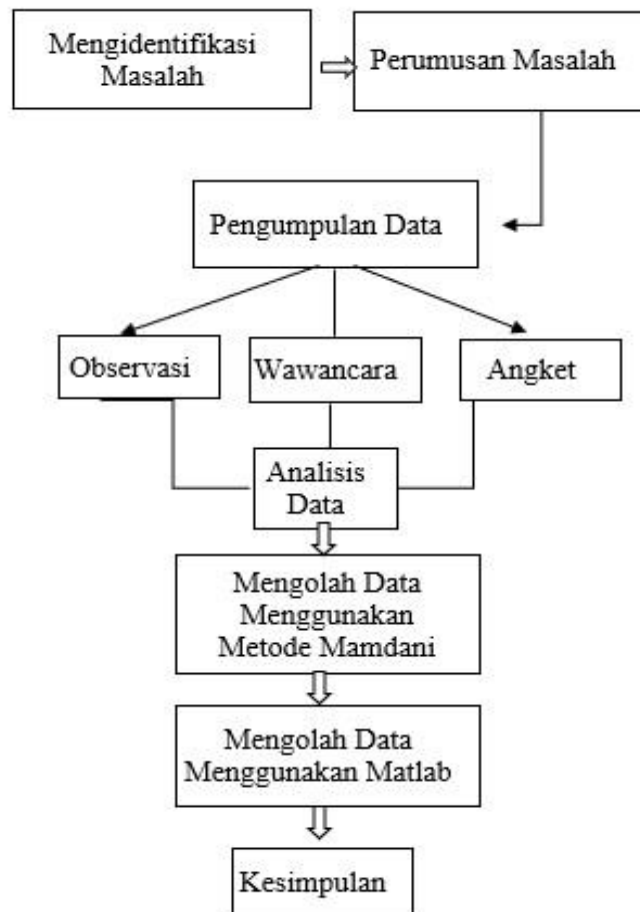 Mengidentifikasi
Masalah
Perumusan Masalah
Pengumpulan Data
Observasi
Wawancara
Angket
Analisis
Data
Mengolah Data
Menggunakan
Metode Mamdani
Mengolah Data
Menggunakan Matlab
Kesimpulan